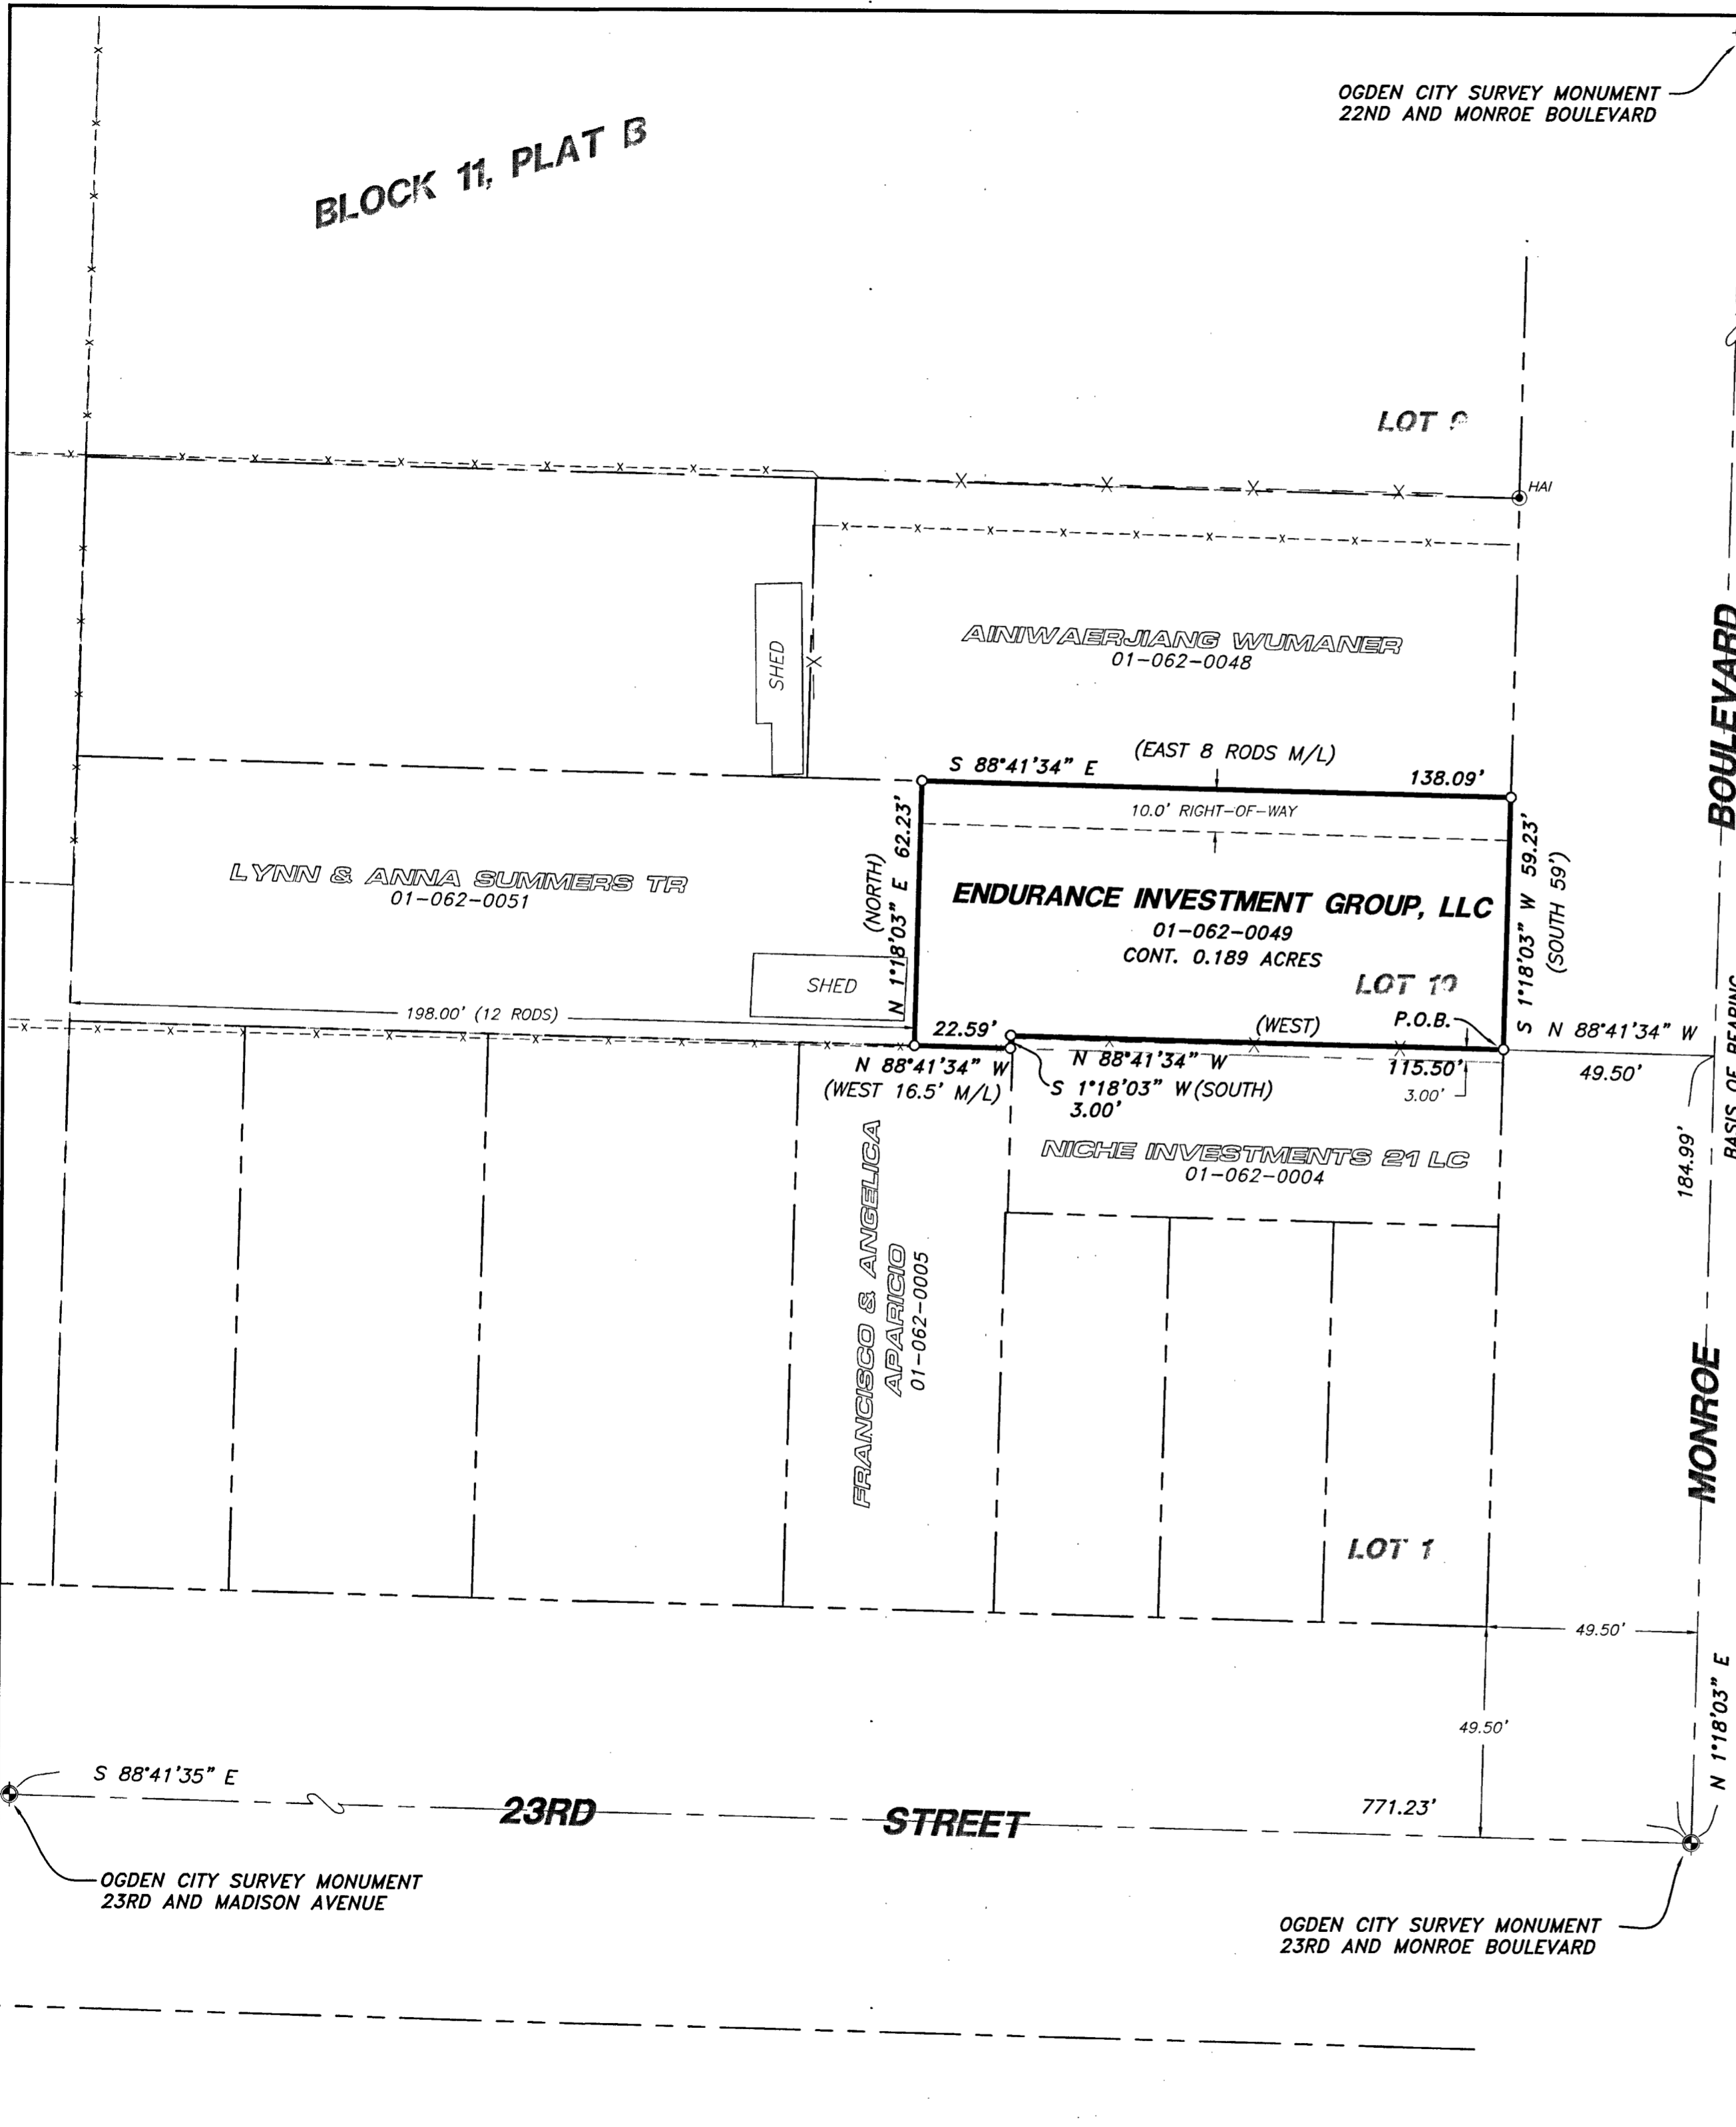 OGDEN CITY SURVEY MONUMENT
22ND AND MONROE BOULEVARD
BLOCK 11, PLAT B
LOT 9
HAI
SHED
AINIWAERJIANG WUMANER
01-062-0048
BOULEVARD
S 88°41'34" E
(EAST 8 RODS M/L)
138.09'
10.0' RIGHT-OF-WAY
(NORTH)
N 1°18'03" E 62.23'
S 1°18'03" W 59.23'
(SOUTH 59')
LYNN & ANNA SUMMERS TR
01-062-0051
ENDURANCE INVESTMENT GROUP, LLC
01-062-0049
CONT. 0.189 ACRES
SHED
LOT 10
198.00' (12 RODS)
22.59'
(WEST)
P.O.B.
N 88°41'34" W
49.50'
N 88°41'34" W
(WEST 16.5' M/L)
N 88°41'34" W
115.50'
S 1°18'03" W (SOUTH)
3.00'
3.00'
184.99'
BASIS OF BEARING
NICHE INVESTMENTS 21 LC
01-062-0004
FRANCISCO & ANGELICA
APARICIO
01-062-0005
MONROE
LOT 1
49.50'
49.50'
N 1°18'03" E
S 88°41'35" E
23RD STREET
771.23'
OGDEN CITY SURVEY MONUMENT
23RD AND MADISON AVENUE
OGDEN CITY SURVEY MONUMENT
23RD AND MONROE BOULEVARD